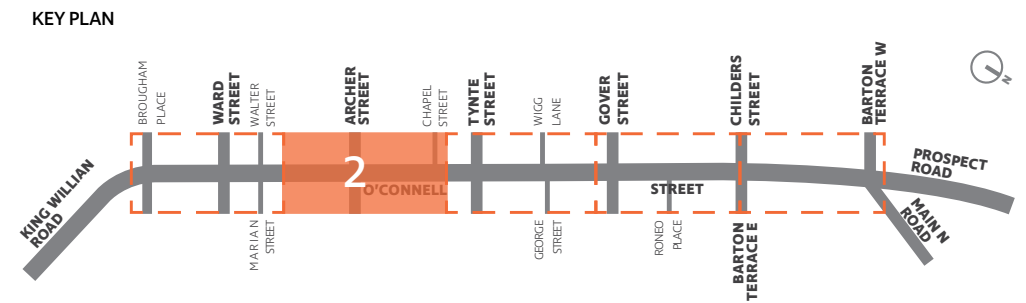 KEY PLAN
BROUGHAM
PLACE
WARD
STREET
WALTER
STREET
ARCHER
STREET
CHAPEL
STREET
TYNTE
STREET
WIGG
LANE
GOVER
STREET
CHILDERS
STREET
BARTON
TERRACE W
N
KING WILLIAN
ROAD
2
O'CONNELL
STREET
PROSPECT
ROAD
MAIN N
ROAD
MARIAN
STREET
GEORGE
STREET
RONEO
PLACE
BARTON
TERRACE E